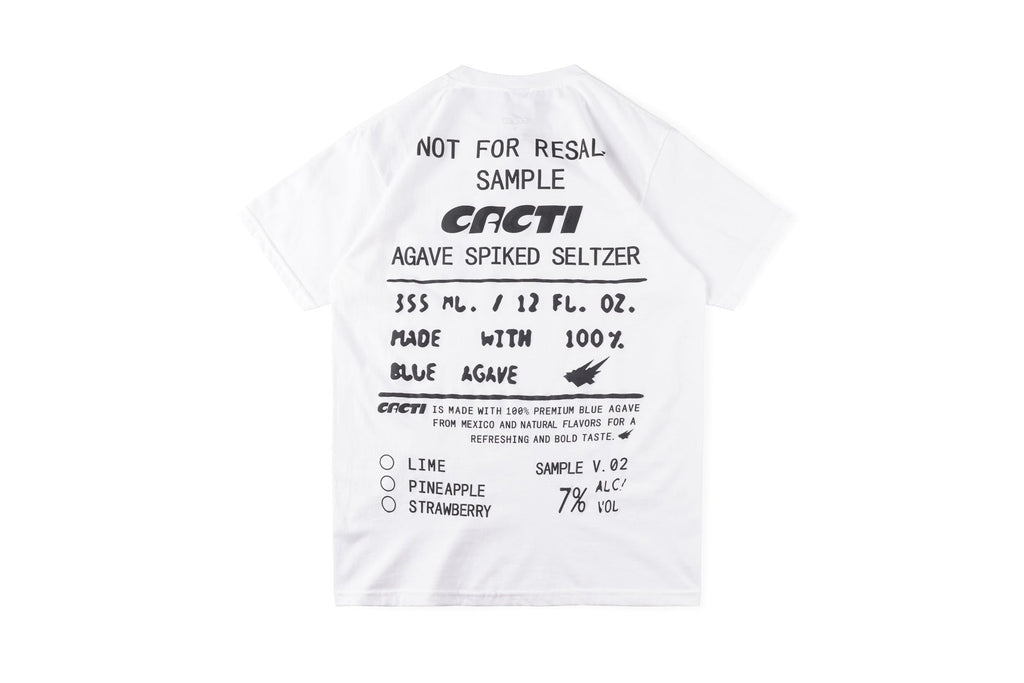 NOT FOR RESAL
SAMPLE
CACTI
AGAVE SPIKED SELTZER
355 ML. / 12 FL. OZ.
MADE WITH 100%
BLUE AGAVE
CACTI IS MADE WITH 100% PREMIUM BLUE AGAVE
FROM MEXICO AND NATURAL FLAVORS FOR A
REFRESHING AND BOLD TASTE.
LIME
PINEAPPLE
STRAWBERRY
SAMPLE V.02
7% ALC/
VOL